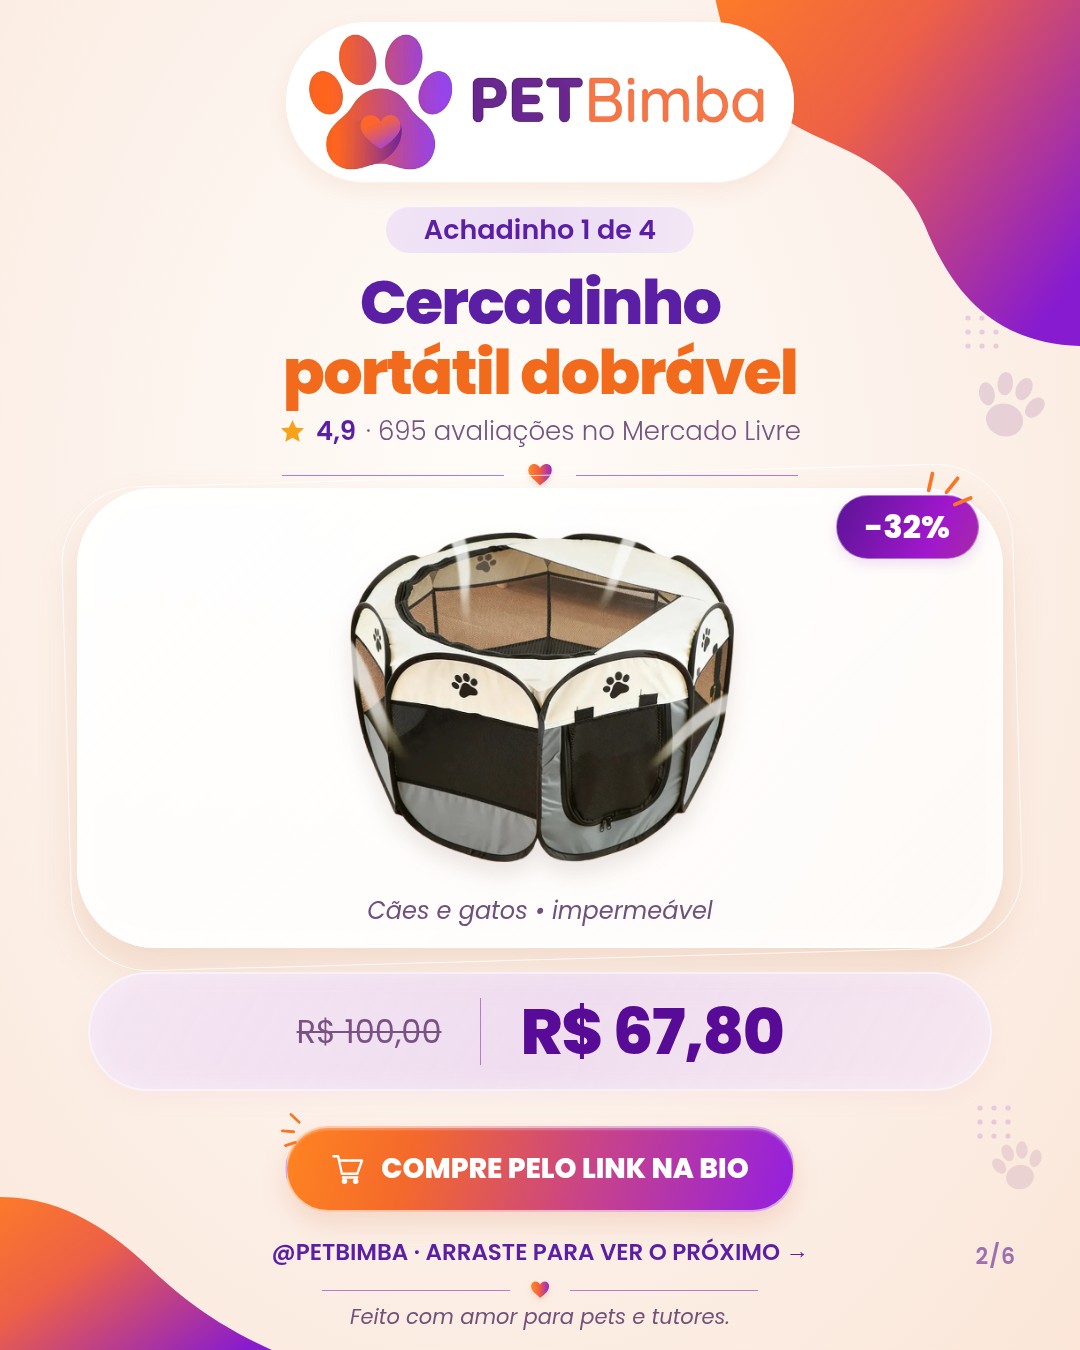 PETBimba
Achadinho 1 de 4
Cercadinho
portátil dobrável
4,9 · 695 avaliações no Mercado Livre
-32%
Cães e gatos • impermeável
R$ 100,00
R$ 67,80
COMPRE PELO LINK NA BIO
@PETBIMBA · ARRASTE PARA VER O PRÓXIMO →
2/6
Feito com amor para pets e tutores.